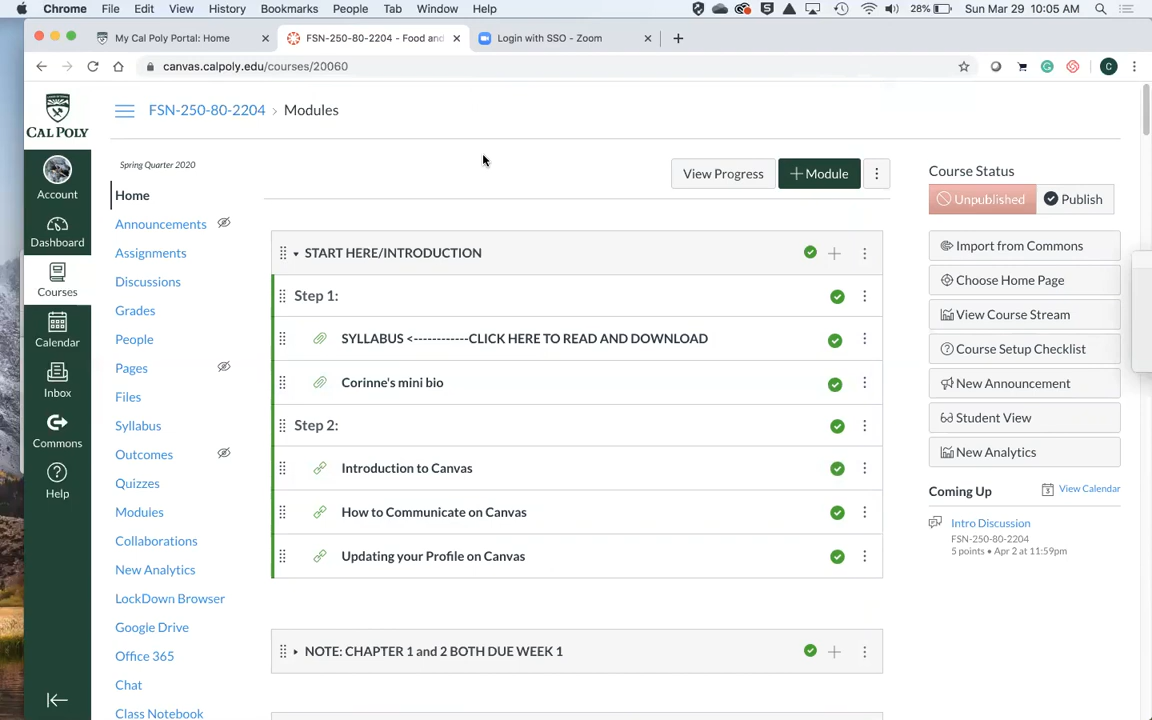 Chrome File Edit View History Bookmarks People Tab Window Help 28% Sun Mar 29 10:05 AM
My Cal Poly Portal: Home FSN-250-80-2204 - Food and Login with SSO - Zoom
canvas.calpoly.edu/courses/20060 C
CAL POLY
FSN-250-80-2204 › Modules
Spring Quarter 2020
Account
Dashboard
Courses
Calendar
Inbox
Commons
Help
Home
Announcements
Assignments
Discussions
Grades
People
Pages
Files
Syllabus
Outcomes
Quizzes
Modules
Collaborations
New Analytics
LockDown Browser
Google Drive
Office 365
Chat
Class Notebook
View Progress + Module
START HERE/INTRODUCTION
Step 1:
SYLLABUS <------------CLICK HERE TO READ AND DOWNLOAD
Corinne's mini bio
Step 2:
Introduction to Canvas
How to Communicate on Canvas
Updating your Profile on Canvas
NOTE: CHAPTER 1 and 2 BOTH DUE WEEK 1
Course Status
Unpublished Publish
Import from Commons
Choose Home Page
View Course Stream
Course Setup Checklist
New Announcement
Student View
New Analytics
Coming Up View Calendar
Intro Discussion
FSN-250-80-2204
5 points • Apr 2 at 11:59pm